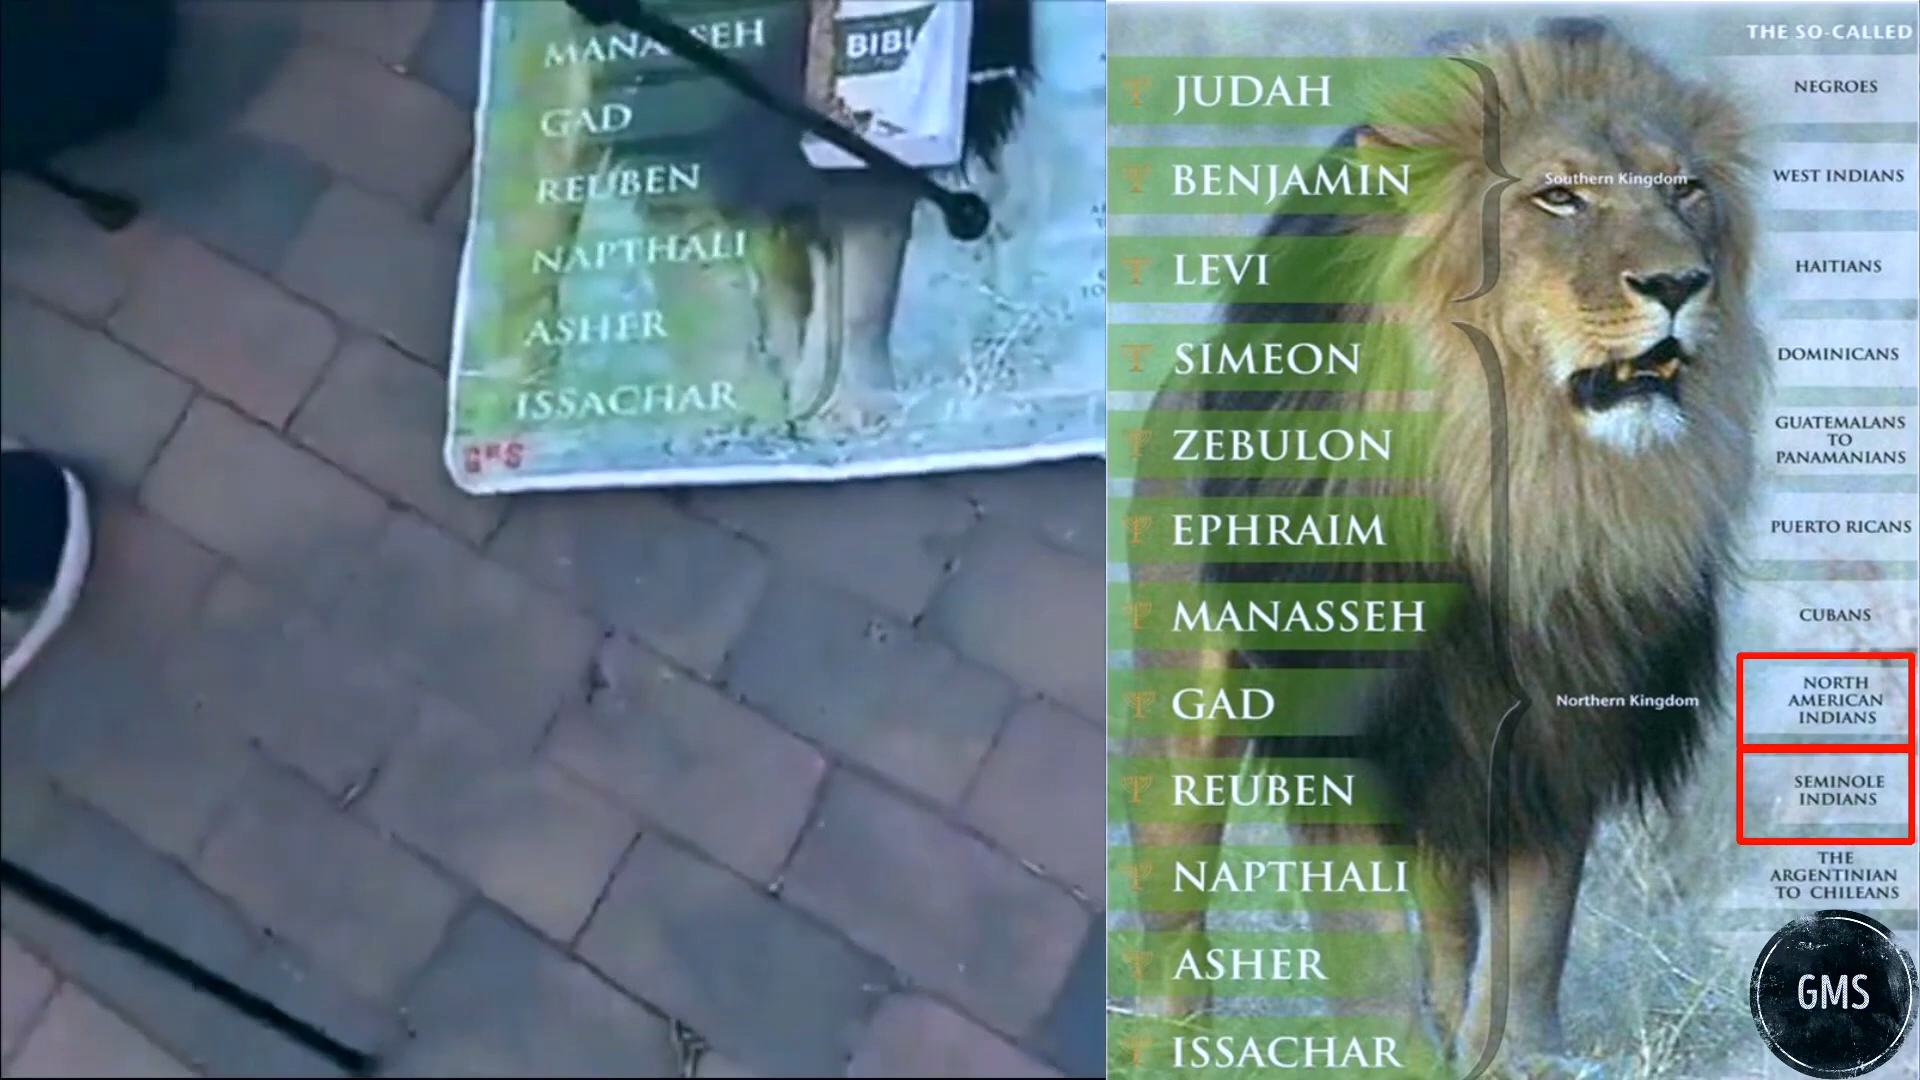 MANASSEH
GAD
REUBEN
NAPTHALI
ASHER
ISSACHAR
GMS
THE SO-CALLED
JUDAH
NEGROES
BENJAMIN
Southern Kingdom
WEST INDIANS
LEVI
HAITIANS
SIMEON
DOMINICANS
ZEBULON
GUATEMALANS
TO
PANAMANIANS
EPHRAIM
PUERTO RICANS
MANASSEH
CUBANS
GAD
Northern Kingdom
NORTH
AMERICAN
INDIANS
REUBEN
SEMINOLE
INDIANS
NAPTHALI
THE
ARGENTINIAN
TO CHILEANS
ASHER
GMS
ISSACHAR